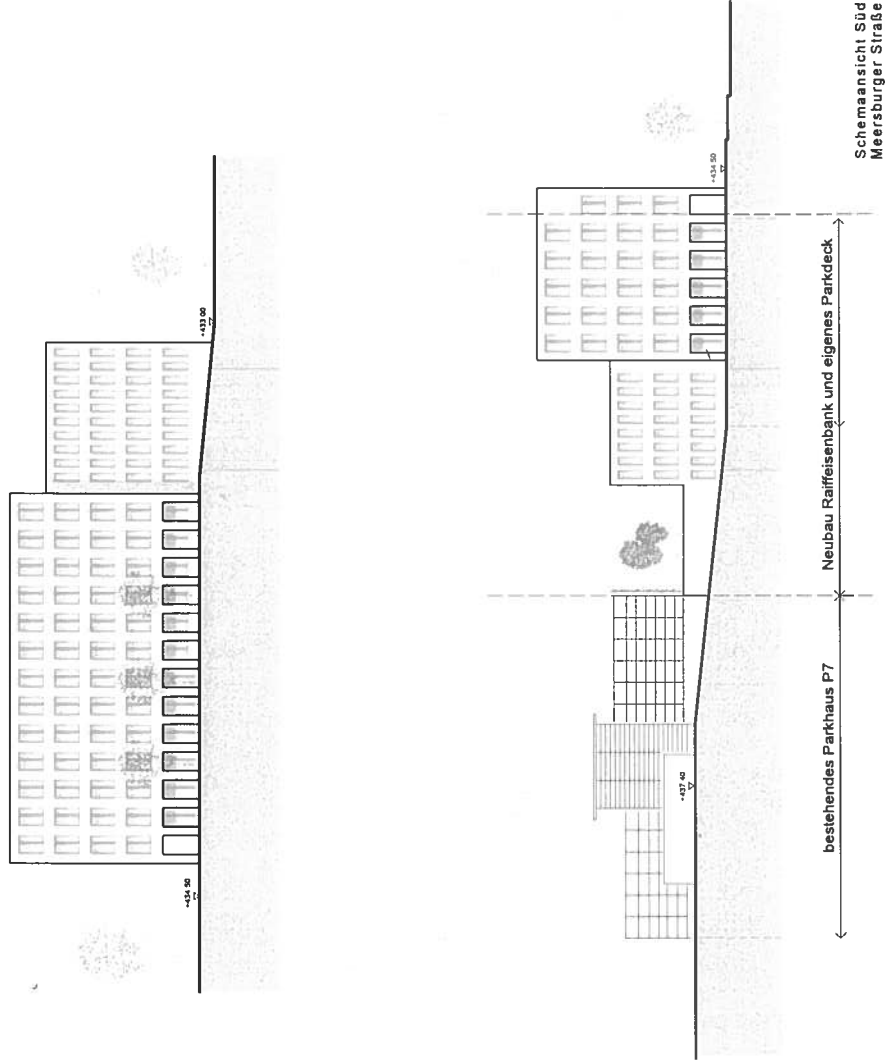 +434 50
+433 00
+437 40
+434 50
bestehendes Parkhaus P7
Neubau Raiffeisenbank und eigenes Parkdeck
Schemaansicht Süd
Meersburger Straße